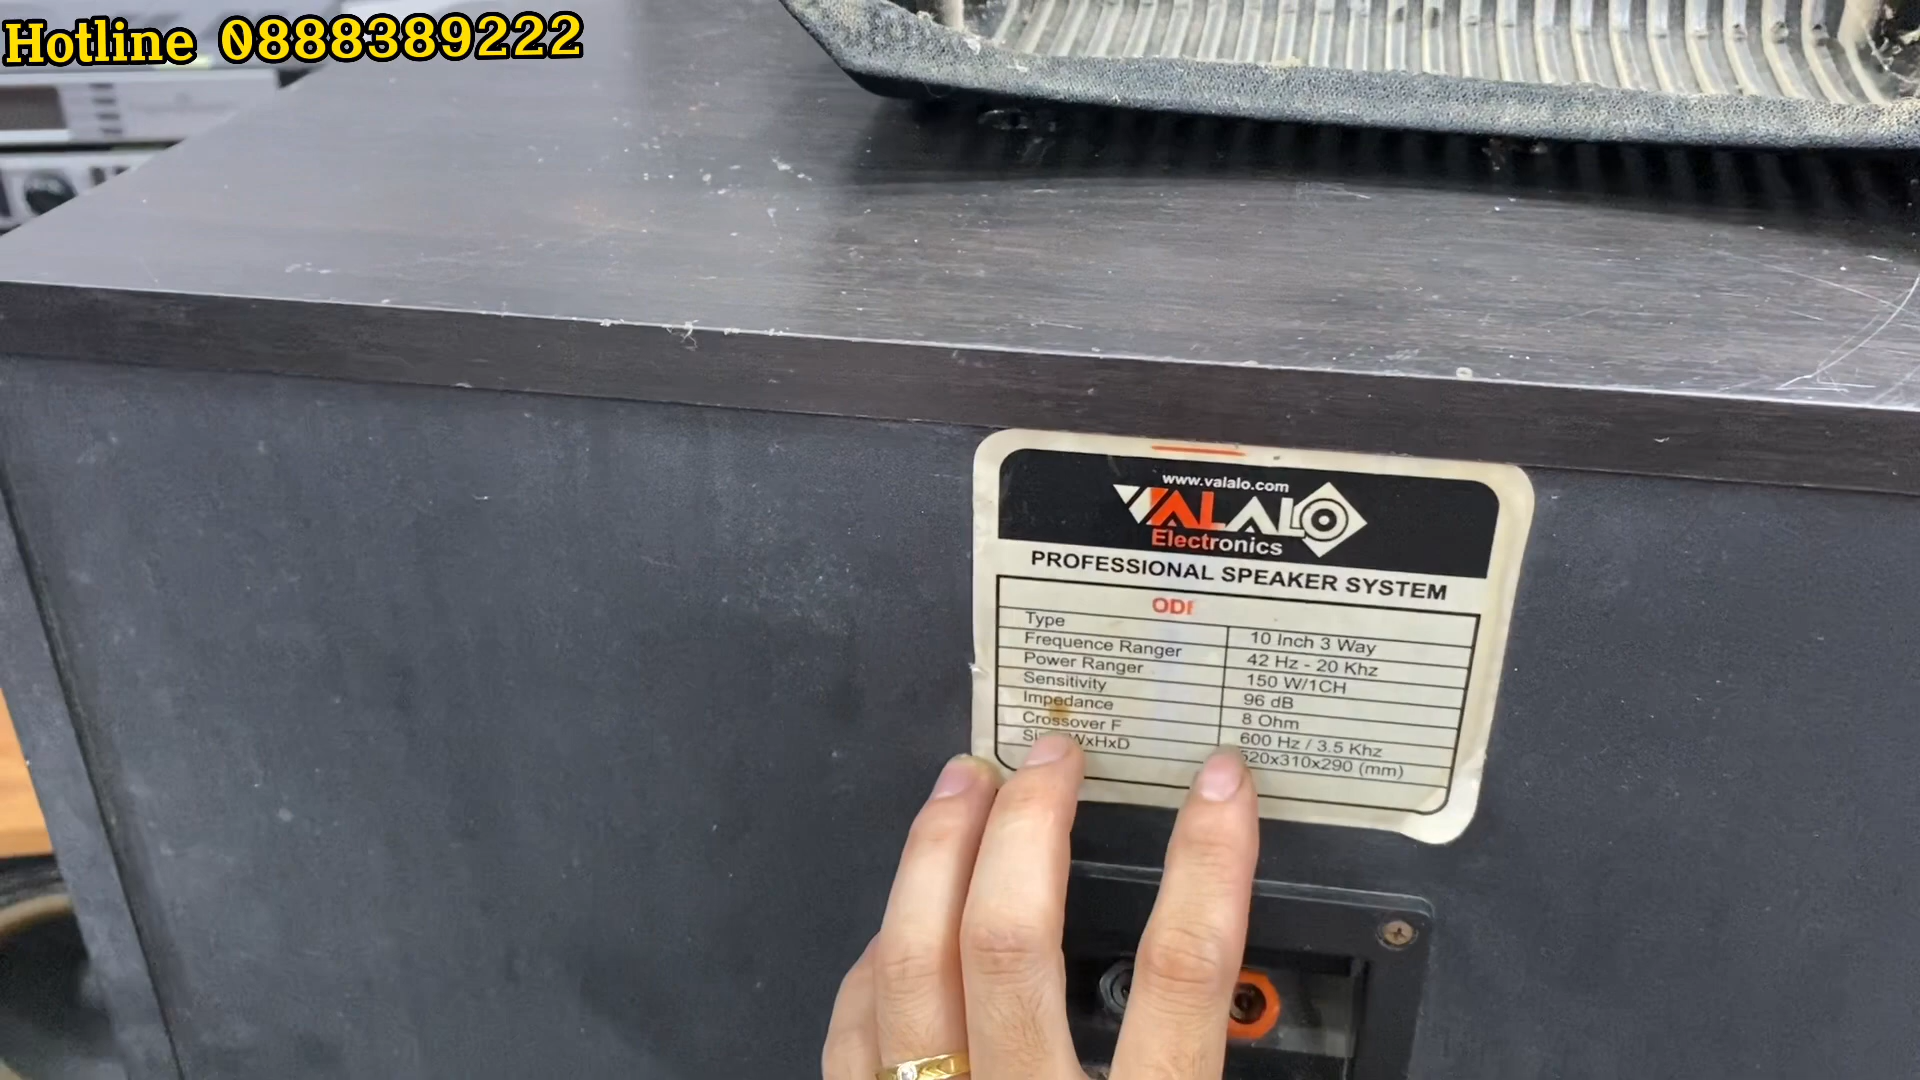 Hotline 0888389222
www.valalo.com
VALALO
Electronics
PROFESSIONAL SPEAKER SYSTEM
Type 10 Inch 3 Way
Frequence Ranger 42 Hz - 20 Khz
Power Ranger 150 W/1CH
Sensitivity 96 dB
Impedance 8 Ohm
Crossover F 600 Hz / 3.5 Khz
WxHxD 520x310x290 (mm)